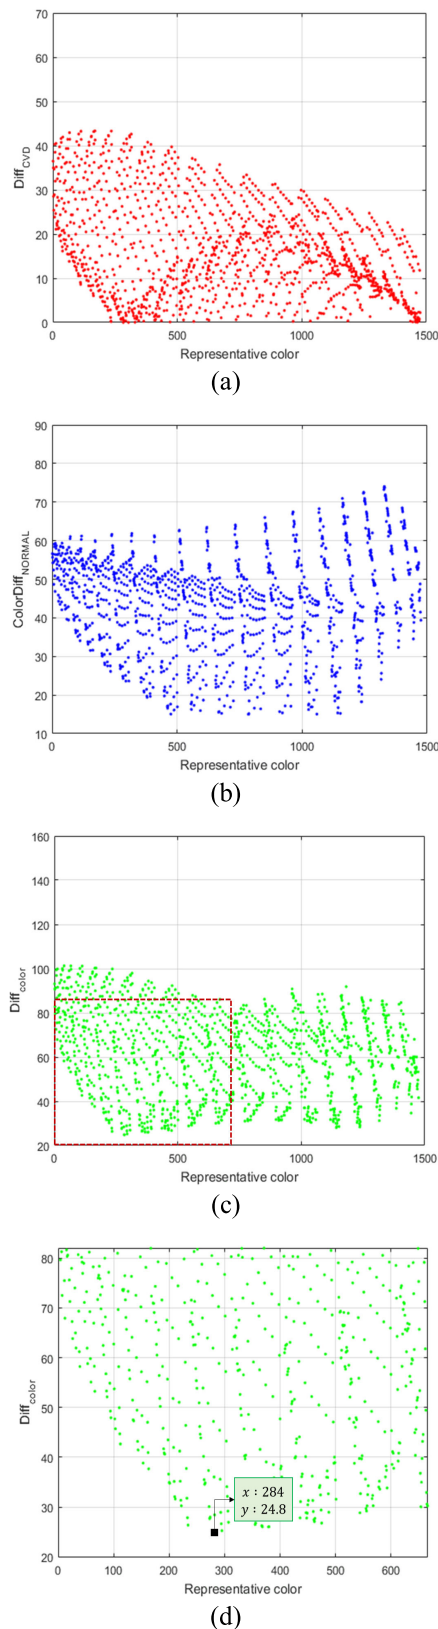 70
60
50
40
30
20
10
0
Diff_CVD
0 500 1000 1500
Representative color
(a)
90
80
70
60
50
40
30
20
10
ColorDiff_NORMAL
0 500 1000 1500
Representative color
(b)
160
140
120
100
80
60
40
20
Diff_color
0 500 1000 1500
Representative color
(c)
80
70
60
50
40
30
20
Diff_color
x : 284
y : 24.8
0 100 200 300 400 500 600
Representative color
(d)